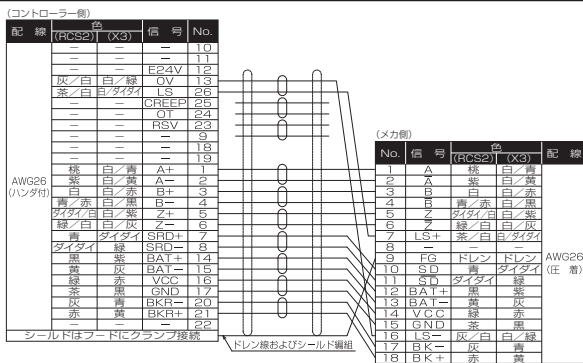 (コントローラー側)
配 線 色 信 号 No.
(RCS2) (X3)
― ― ― 10
― ― ― 11
― ― E24V 12
灰/白 白/緑 OV 13
茶/白 白/ダイダイ LS 26
― ― CREEP 25
― ― OT 24
― ― RSV 23
― ― ― 9
― ― ― 18
― ― ― 19
桃 白/青 A+ 1
紫 白/黄 A− 2
白 白/赤 B+ 3
青/赤 白/黒 B− 4
ダイダイ/白 白/紫 Z+ 5
緑/白 白/灰 Z− 6
青 ダイダイ SRD+ 7
ダイダイ 緑 SRD− 8
黒 紫 BAT+ 14
黄 灰 BAT− 15
緑 赤 VCC 16
茶 黒 GND 17
灰 青 BKR− 20
赤 黄 BKR+ 21
― ― ― 22
AWG26
(ハンダ付)
シールドはフードにクランプ接続
ドレン線およびシールド編組
(メカ側)
No. 信 号 色 配 線
(RCS2) (X3)
1 A 桃 白/青
2 A̅ 紫 白/黄
3 B 白 白/赤
4 B̅ 青/赤 白/黒
5 Z ダイダイ/白 白/紫
6 Z̅ 緑/白 白/灰
7 LS+ 茶/白 白/ダイダイ
8 ― ― ―
9 FG ドレン ドレン
10 SD 青 ダイダイ
11 S̅D̅ ダイダイ 緑
12 BAT+ 黒 紫
13 BAT− 黄 灰
14 VCC 緑 赤
15 GND 茶 黒
16 LS− 灰/白 白/緑
17 BK− 灰 青
18 BK+ 赤 黄
AWG26
(圧 着)